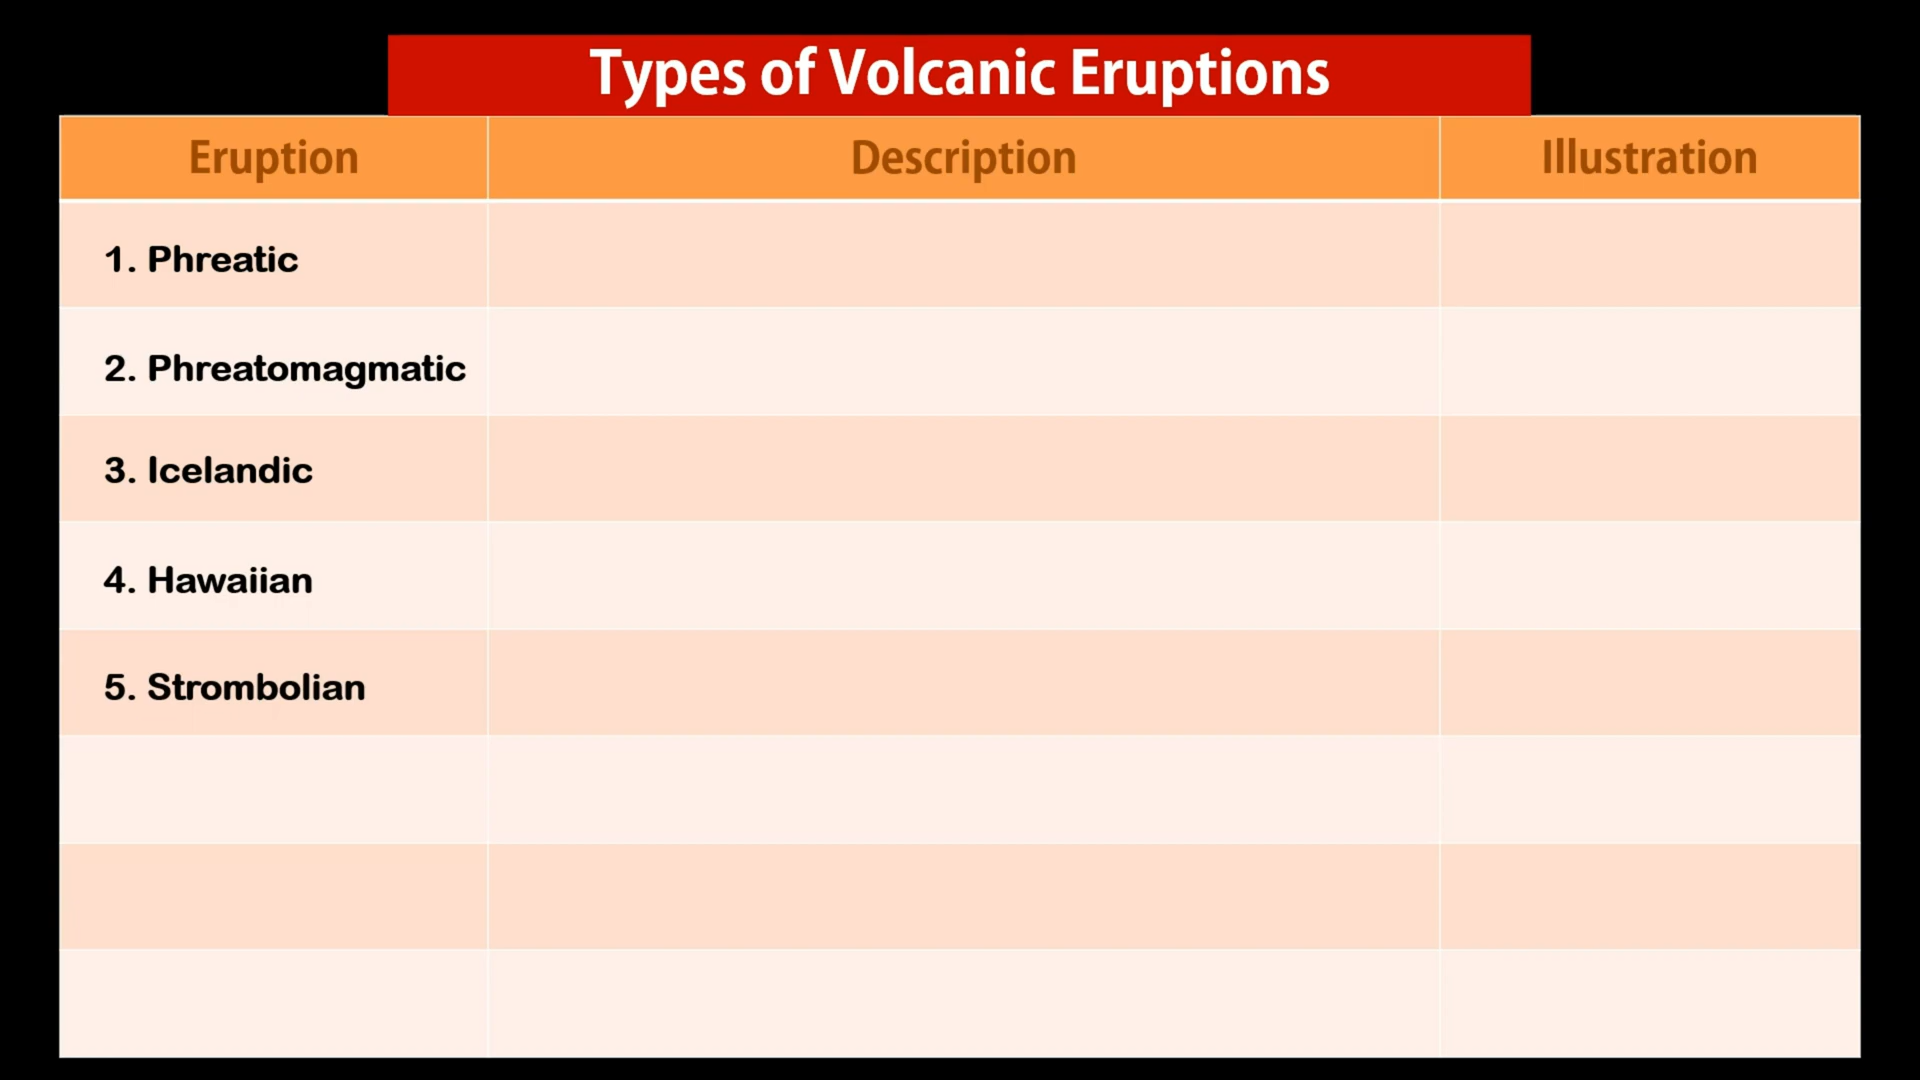 Types of Volcanic Eruptions
Eruption Description Illustration
1. Phreatic
2. Phreatomagmatic
3. Icelandic
4. Hawaiian
5. Strombolian